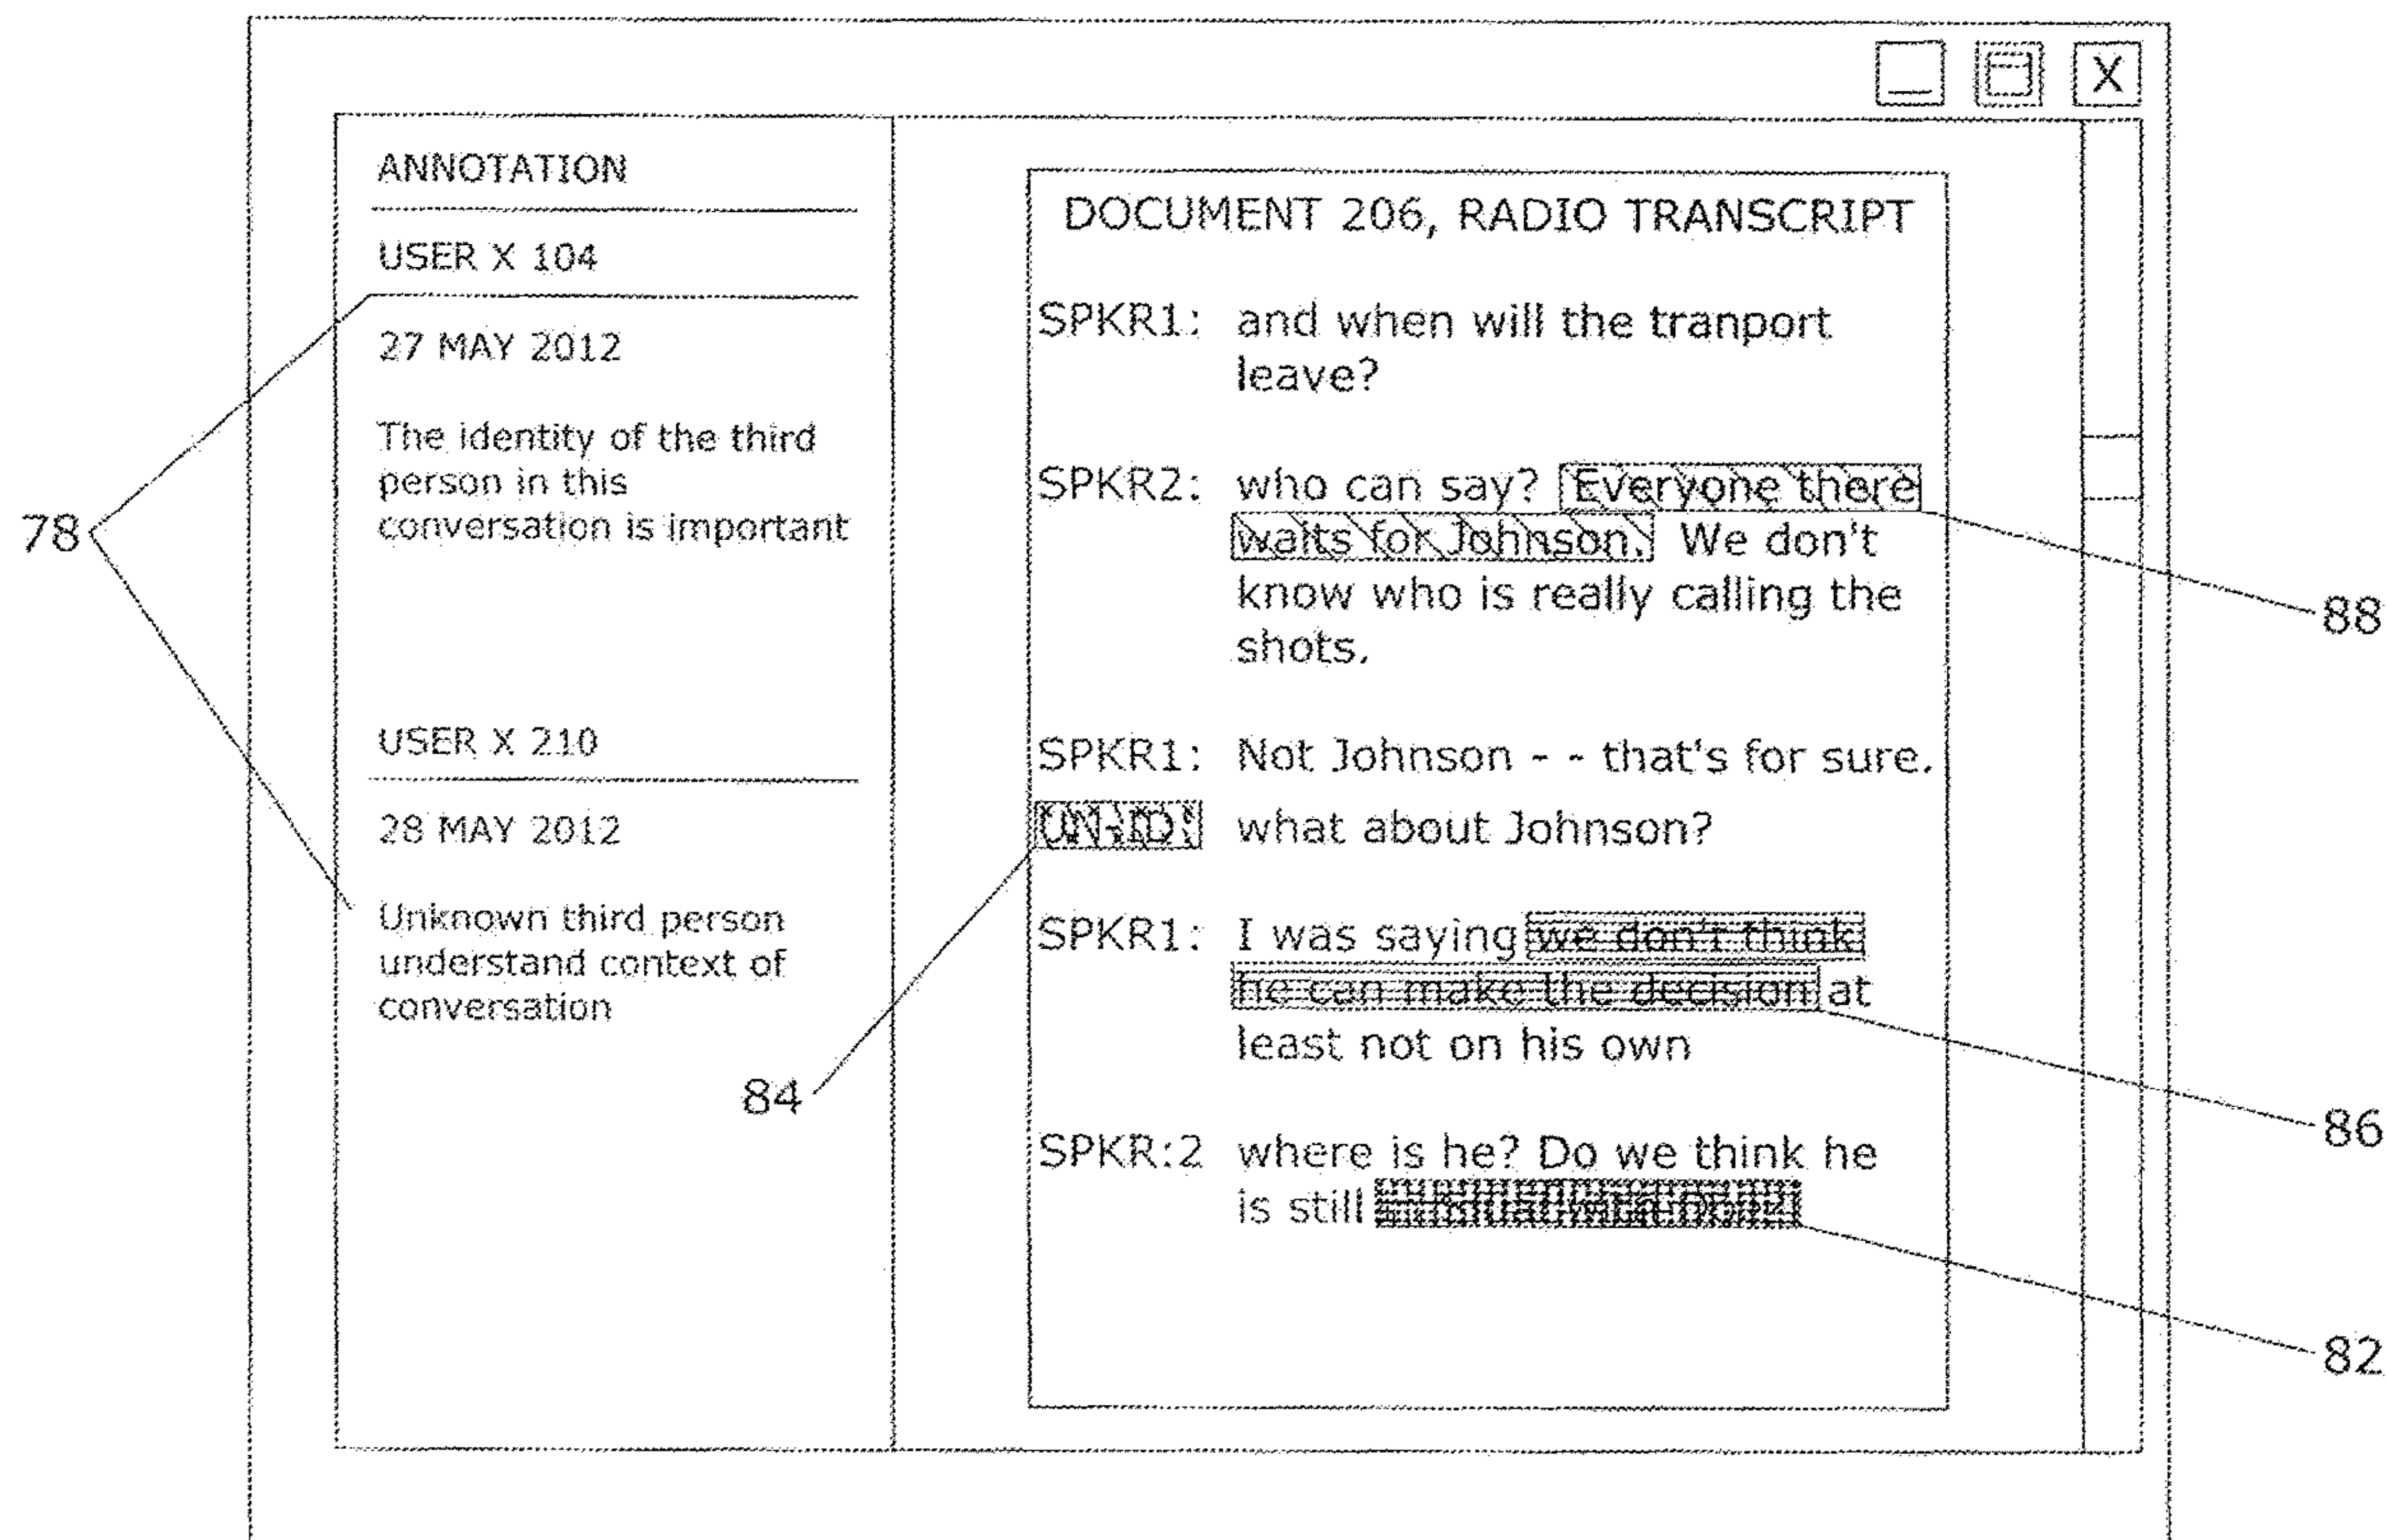 X
ANNOTATION
USER X 104
27 MAY 2012
The identity of the third
person in this
conversation is important
USER X 210
28 MAY 2012
Unknown third person
understand context of
conversation
DOCUMENT 206, RADIO TRANSCRIPT
SPKR1: and when will the tranport
leave?
SPKR2: who can say? Everyone there
waits for Johnson. We don't
know who is really calling the
shots.
SPKR1: Not Johnson - - that's for sure.
UN-ID: what about Johnson?
SPKR1: I was saying we don't think
he can make the decision at
least not on his own
SPKR:2 where is he? Do we think he
is still
78
84
88
86
82